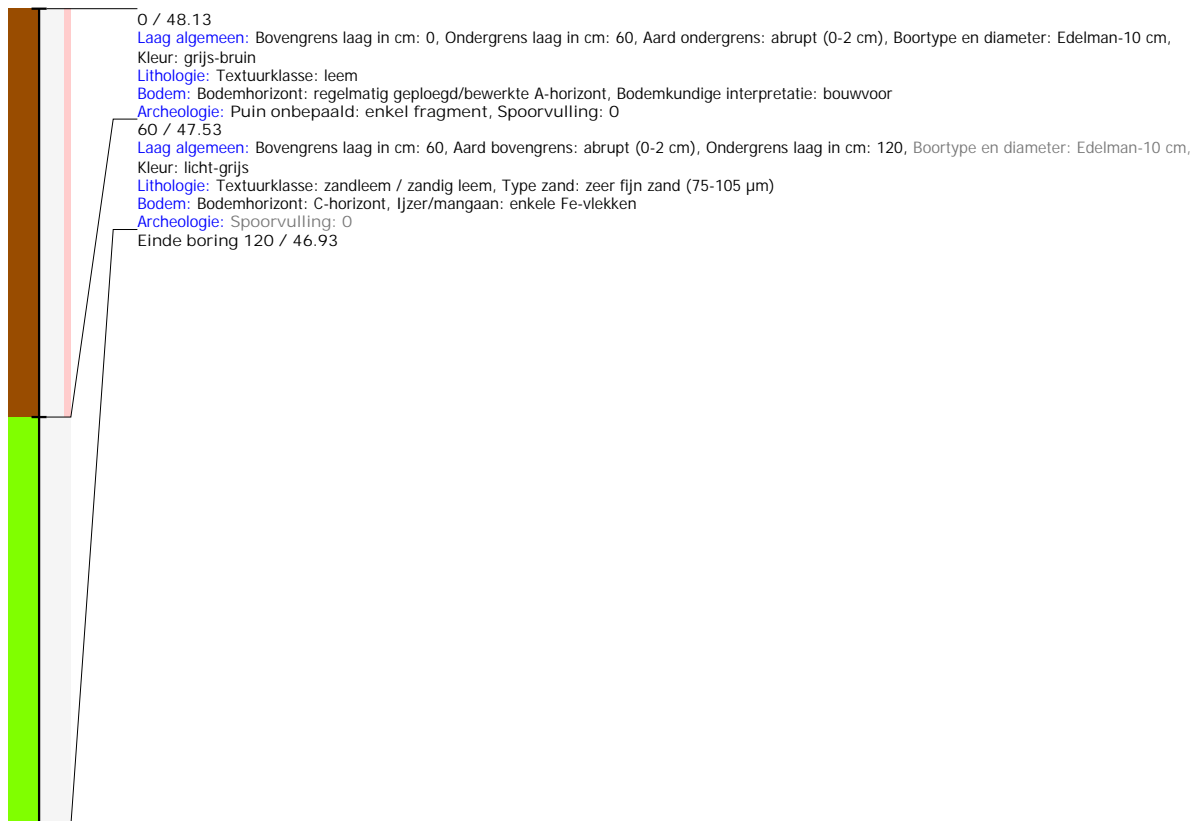 0 / 48.13
Laag algemeen: Bovengrens laag in cm: 0, Ondergrens laag in cm: 60, Aard ondergrens: abrupt (0-2 cm), Boortype en diameter: Edelman-10 cm,
Kleur: grijs-bruin
Lithologie: Textuurklasse: leem
Bodem: Bodemhorizont: regelmatig geploegd/bewerkte A-horizont, Bodemkundige interpretatie: bouwvoor
Archeologie: Puin onbepaald: enkel fragment, Spoorvulling: 0
60 / 47.53
Laag algemeen: Bovengrens laag in cm: 60, Aard bovengrens: abrupt (0-2 cm), Ondergrens laag in cm: 120, Boortype en diameter: Edelman-10 cm,
Kleur: licht-grijs
Lithologie: Textuurklasse: zandleem / zandig leem, Type zand: zeer fijn zand (75-105 µm)
Bodem: Bodemhorizont: C-horizont, Ijzer/mangaan: enkele Fe-vlekken
Archeologie: Spoorvulling: 0
Einde boring 120 / 46.93